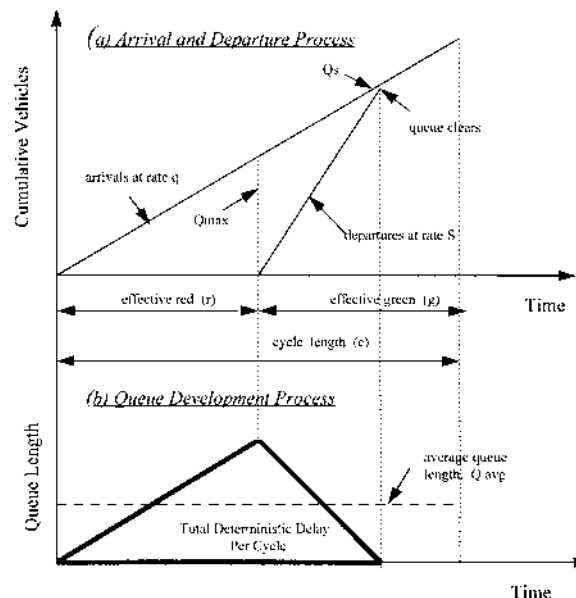 (a) Arrival and Departure Process
Cumulative Vehicles
Qs
queue clears
arrivals at rate q
Qmax
departures at rate S
effective red (r)
effective green (g)
Time
cycle length (c)
(b) Queue Development Process
Queue Length
average queue
length, Q avg
Total Deterministic Delay
Per Cycle
Time